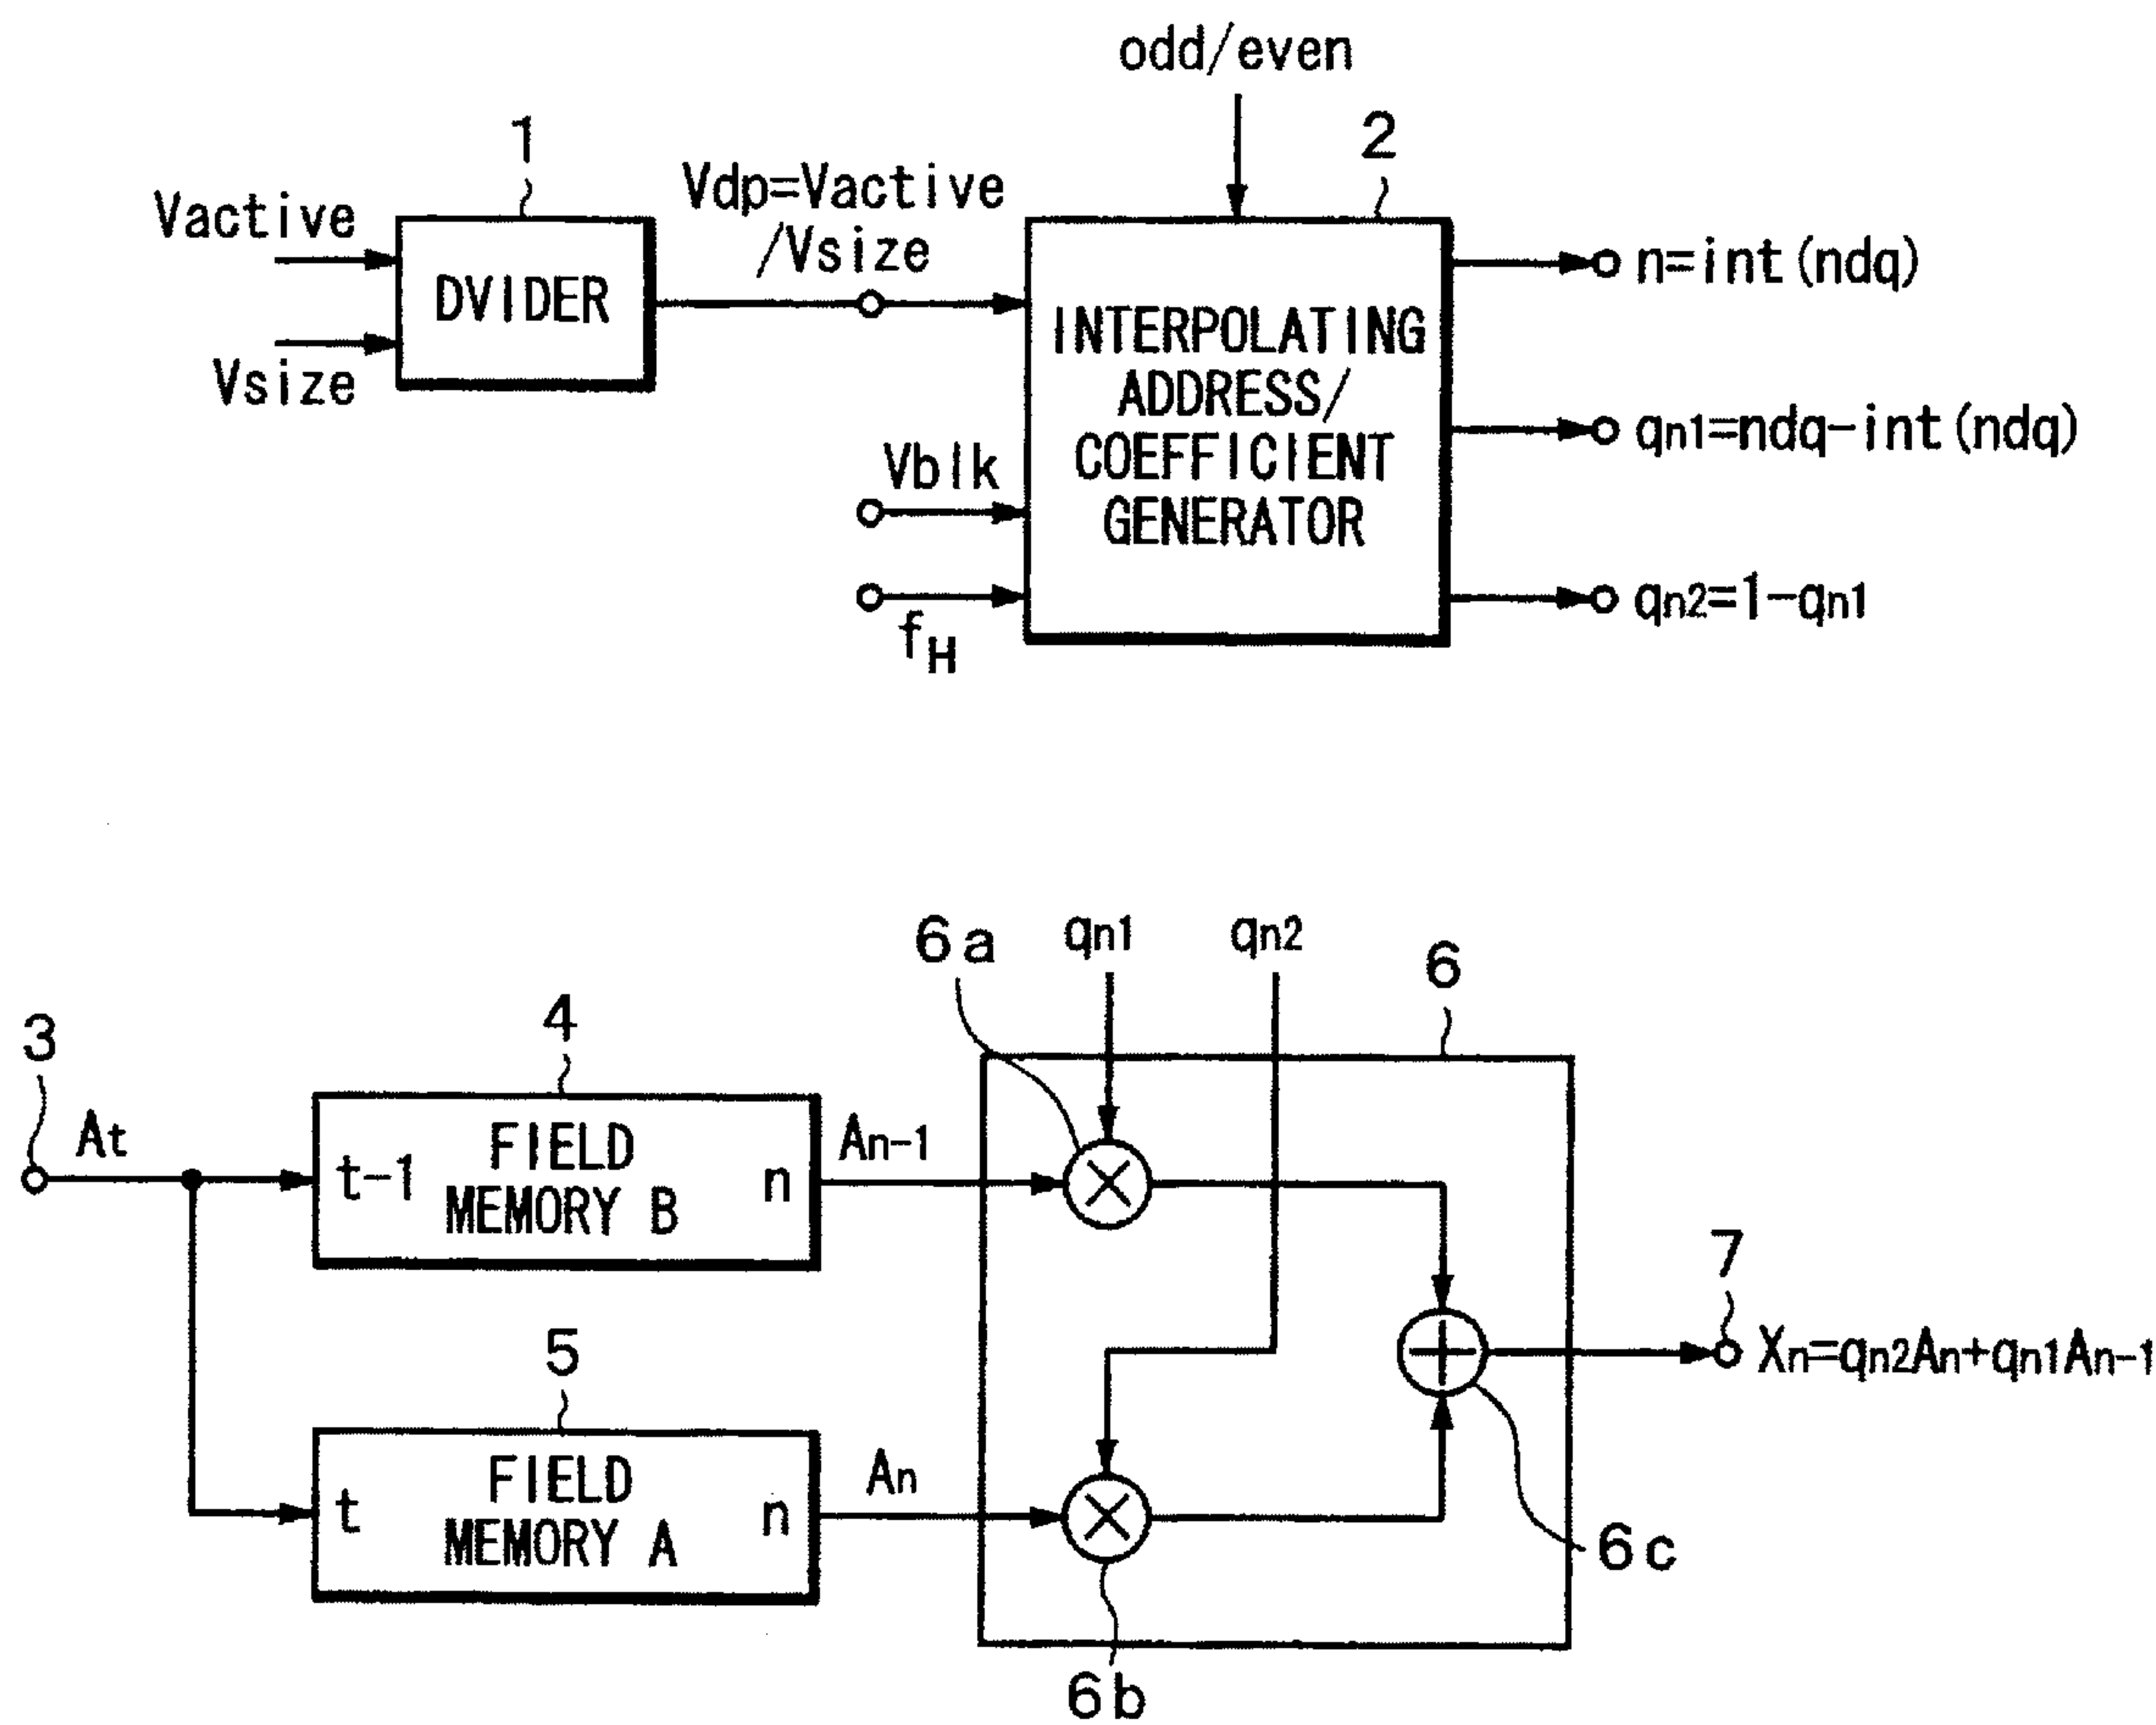 odd/even
1
2
Vactive
Vsize
DVIDER
Vdp=Vactive
/Vsize
Vblk
fH
INTERPOLATING
ADDRESS/
COEFFICIENT
GENERATOR
n=int(ndq)
qn1=ndq-int(ndq)
qn2=1-qn1
3
At
4
t-1
FIELD
MEMORY B
n
An-1
5
t
FIELD
MEMORY A
n
An
6a
qn1
qn2
6
6b
6c
7
Xn=qn2An+qn1An-1